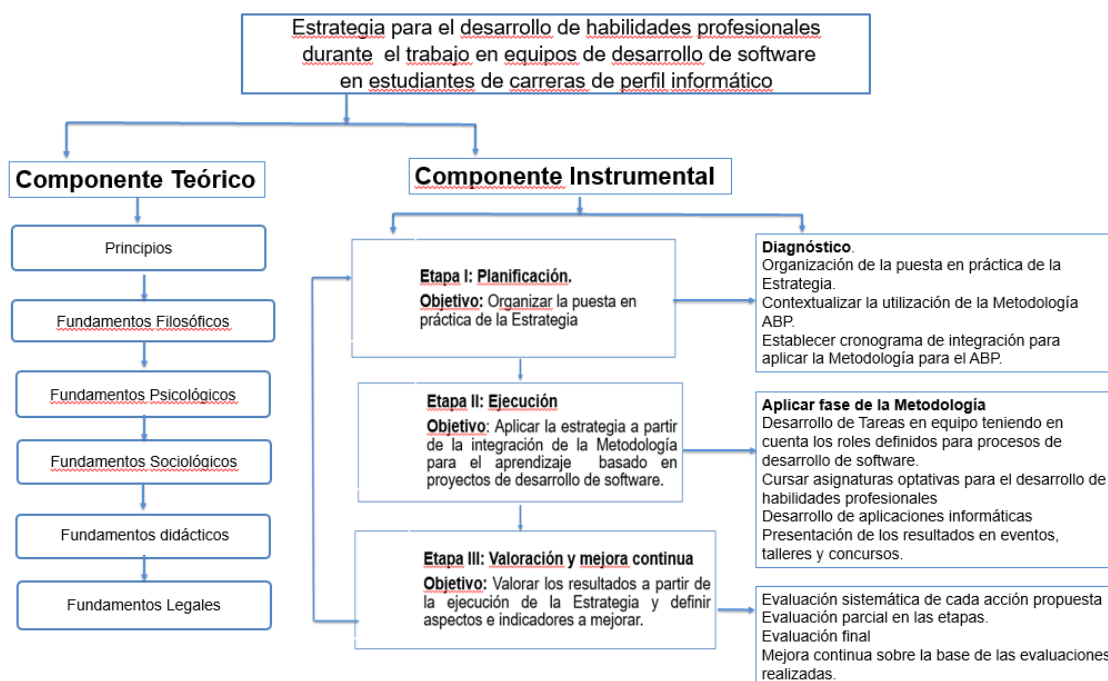 Estrategia para el desarrollo de habilidades profesionales
durante el trabajo en equipos de desarrollo de software
en estudiantes de carreras de perfil informático
Componente Teórico
Principios
Fundamentos Filosóficos
Fundamentos Psicológicos
Fundamentos Sociológicos
Fundamentos didácticos
Fundamentos Legales
Componente Instrumental
Etapa I: Planificación.
Objetivo: Organizar la puesta en
práctica de la Estrategia
Diagnóstico.
Organización de la puesta en práctica de la
Estrategia.
Contextualizar la utilización de la Metodología
ABP.
Establecer cronograma de integración para
aplicar la Metodología para el ABP.
Etapa II: Ejecución
Objetivo: Aplicar la estrategia a partir
de la integración de la Metodología
para el aprendizaje basado en
proyectos de desarrollo de software.
Aplicar fase de la Metodología
Desarrollo de Tareas en equipo teniendo en
cuenta los roles definidos para procesos de
desarrollo de software.
Cursar asignaturas optativas para el desarrollo de
habilidades profesionales
Desarrollo de aplicaciones informáticas
Presentación de los resultados en eventos,
talleres y concursos.
Etapa III: Valoración y mejora continua
Objetivo: Valorar los resultados a partir de
la ejecución de la Estrategia y definir
aspectos e indicadores a mejorar.
Evaluación sistemática de cada acción propuesta
Evaluación parcial en las etapas.
Evaluación final
Mejora continua sobre la base de las evaluaciones
realizadas.